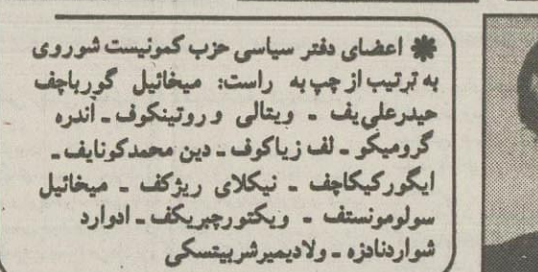 * اعضای دفتر سیاسی حزب کمونیست شوروی
به ترتیب از چپ به راست: میخائیل گورباچف
حیدرعلی‌یف ـ ویتالی وروتینکوف ـ آندره
گرومیکو ـ لف زیاکوف ـ دین محمدکونایف ـ
ایگورکیکاچف ـ نیکلای ریژکف ـ میخائیل
سولومونستف ـ ویکتورچبریکف ـ ادوارد
شواردنادزه ـ ولادیمیرشربیتسکی